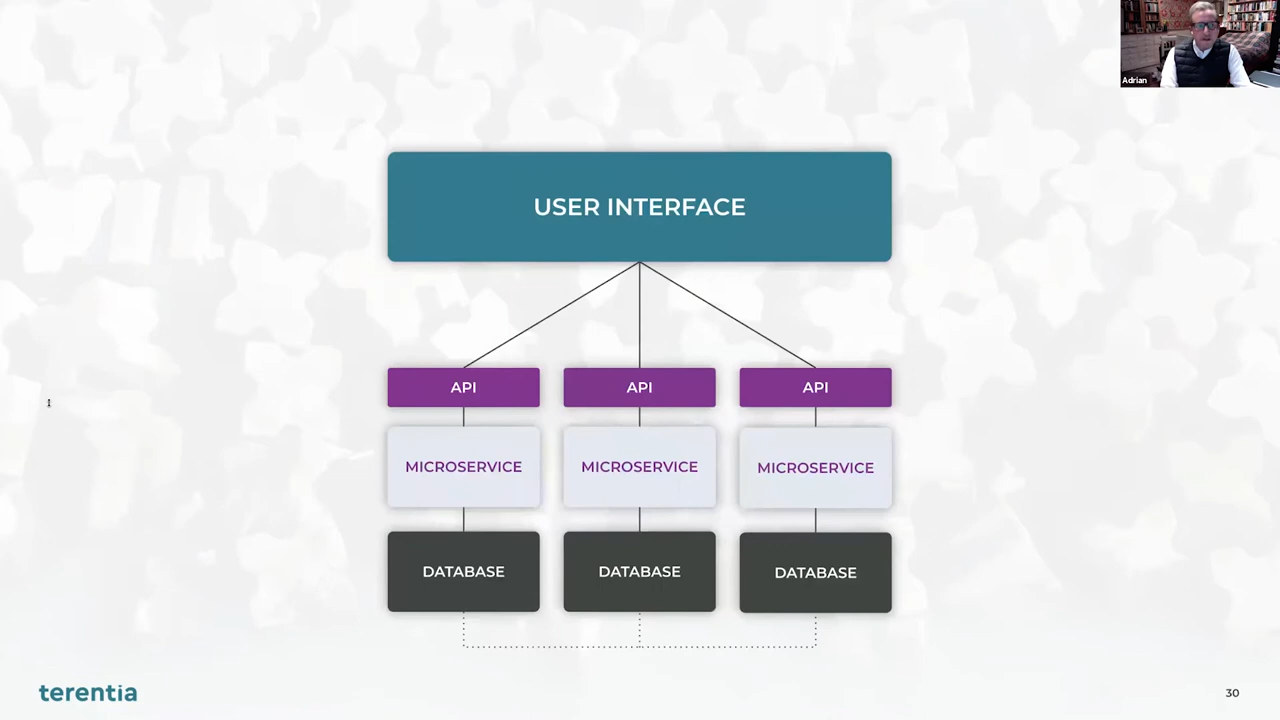 Adrian
USER INTERFACE
API
API
API
MICROSERVICE
MICROSERVICE
MICROSERVICE
DATABASE
DATABASE
DATABASE
terentia
30